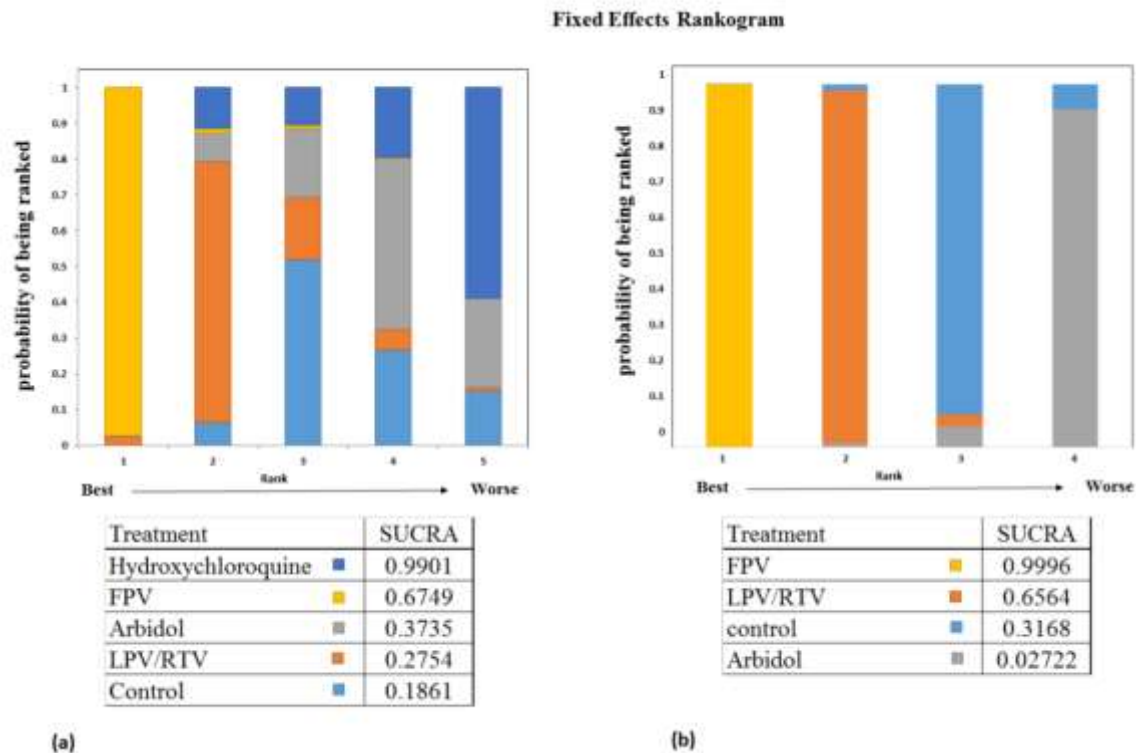 Fixed Effects Rankogram
probability of being ranked
1
0.9
0.8
0.7
0.6
0.5
0.4
0.3
0.2
0.1
0
1 2 3 4 5
Rank
Best Worse
Treatment SUCRA
Hydroxychloroquine 0.9901
FPV 0.6749
Arbidol 0.3735
LPV/RTV 0.2754
Control 0.1861
(a)
probability of being ranked
1
0.9
0.8
0.7
0.6
0.5
0.4
0.3
0.2
0.1
0
1 2 3 4
Rank
Best Worse
Treatment SUCRA
FPV 0.9996
LPV/RTV 0.6564
control 0.3168
Arbidol 0.02722
(b)